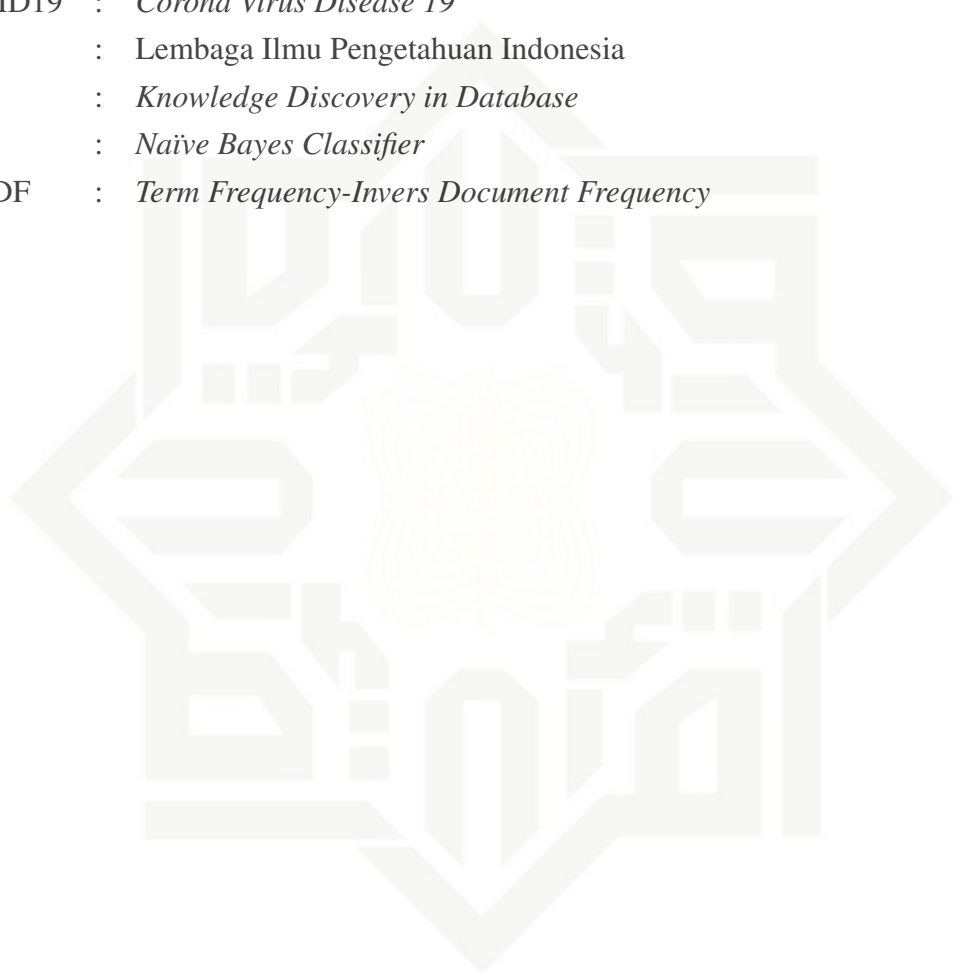 ID19 : Corona Virus Disease 19
: Lembaga Ilmu Pengetahuan Indonesia
: Knowledge Discovery in Database
: Naïve Bayes Classifier
DF : Term Frequency-Invers Document Frequency